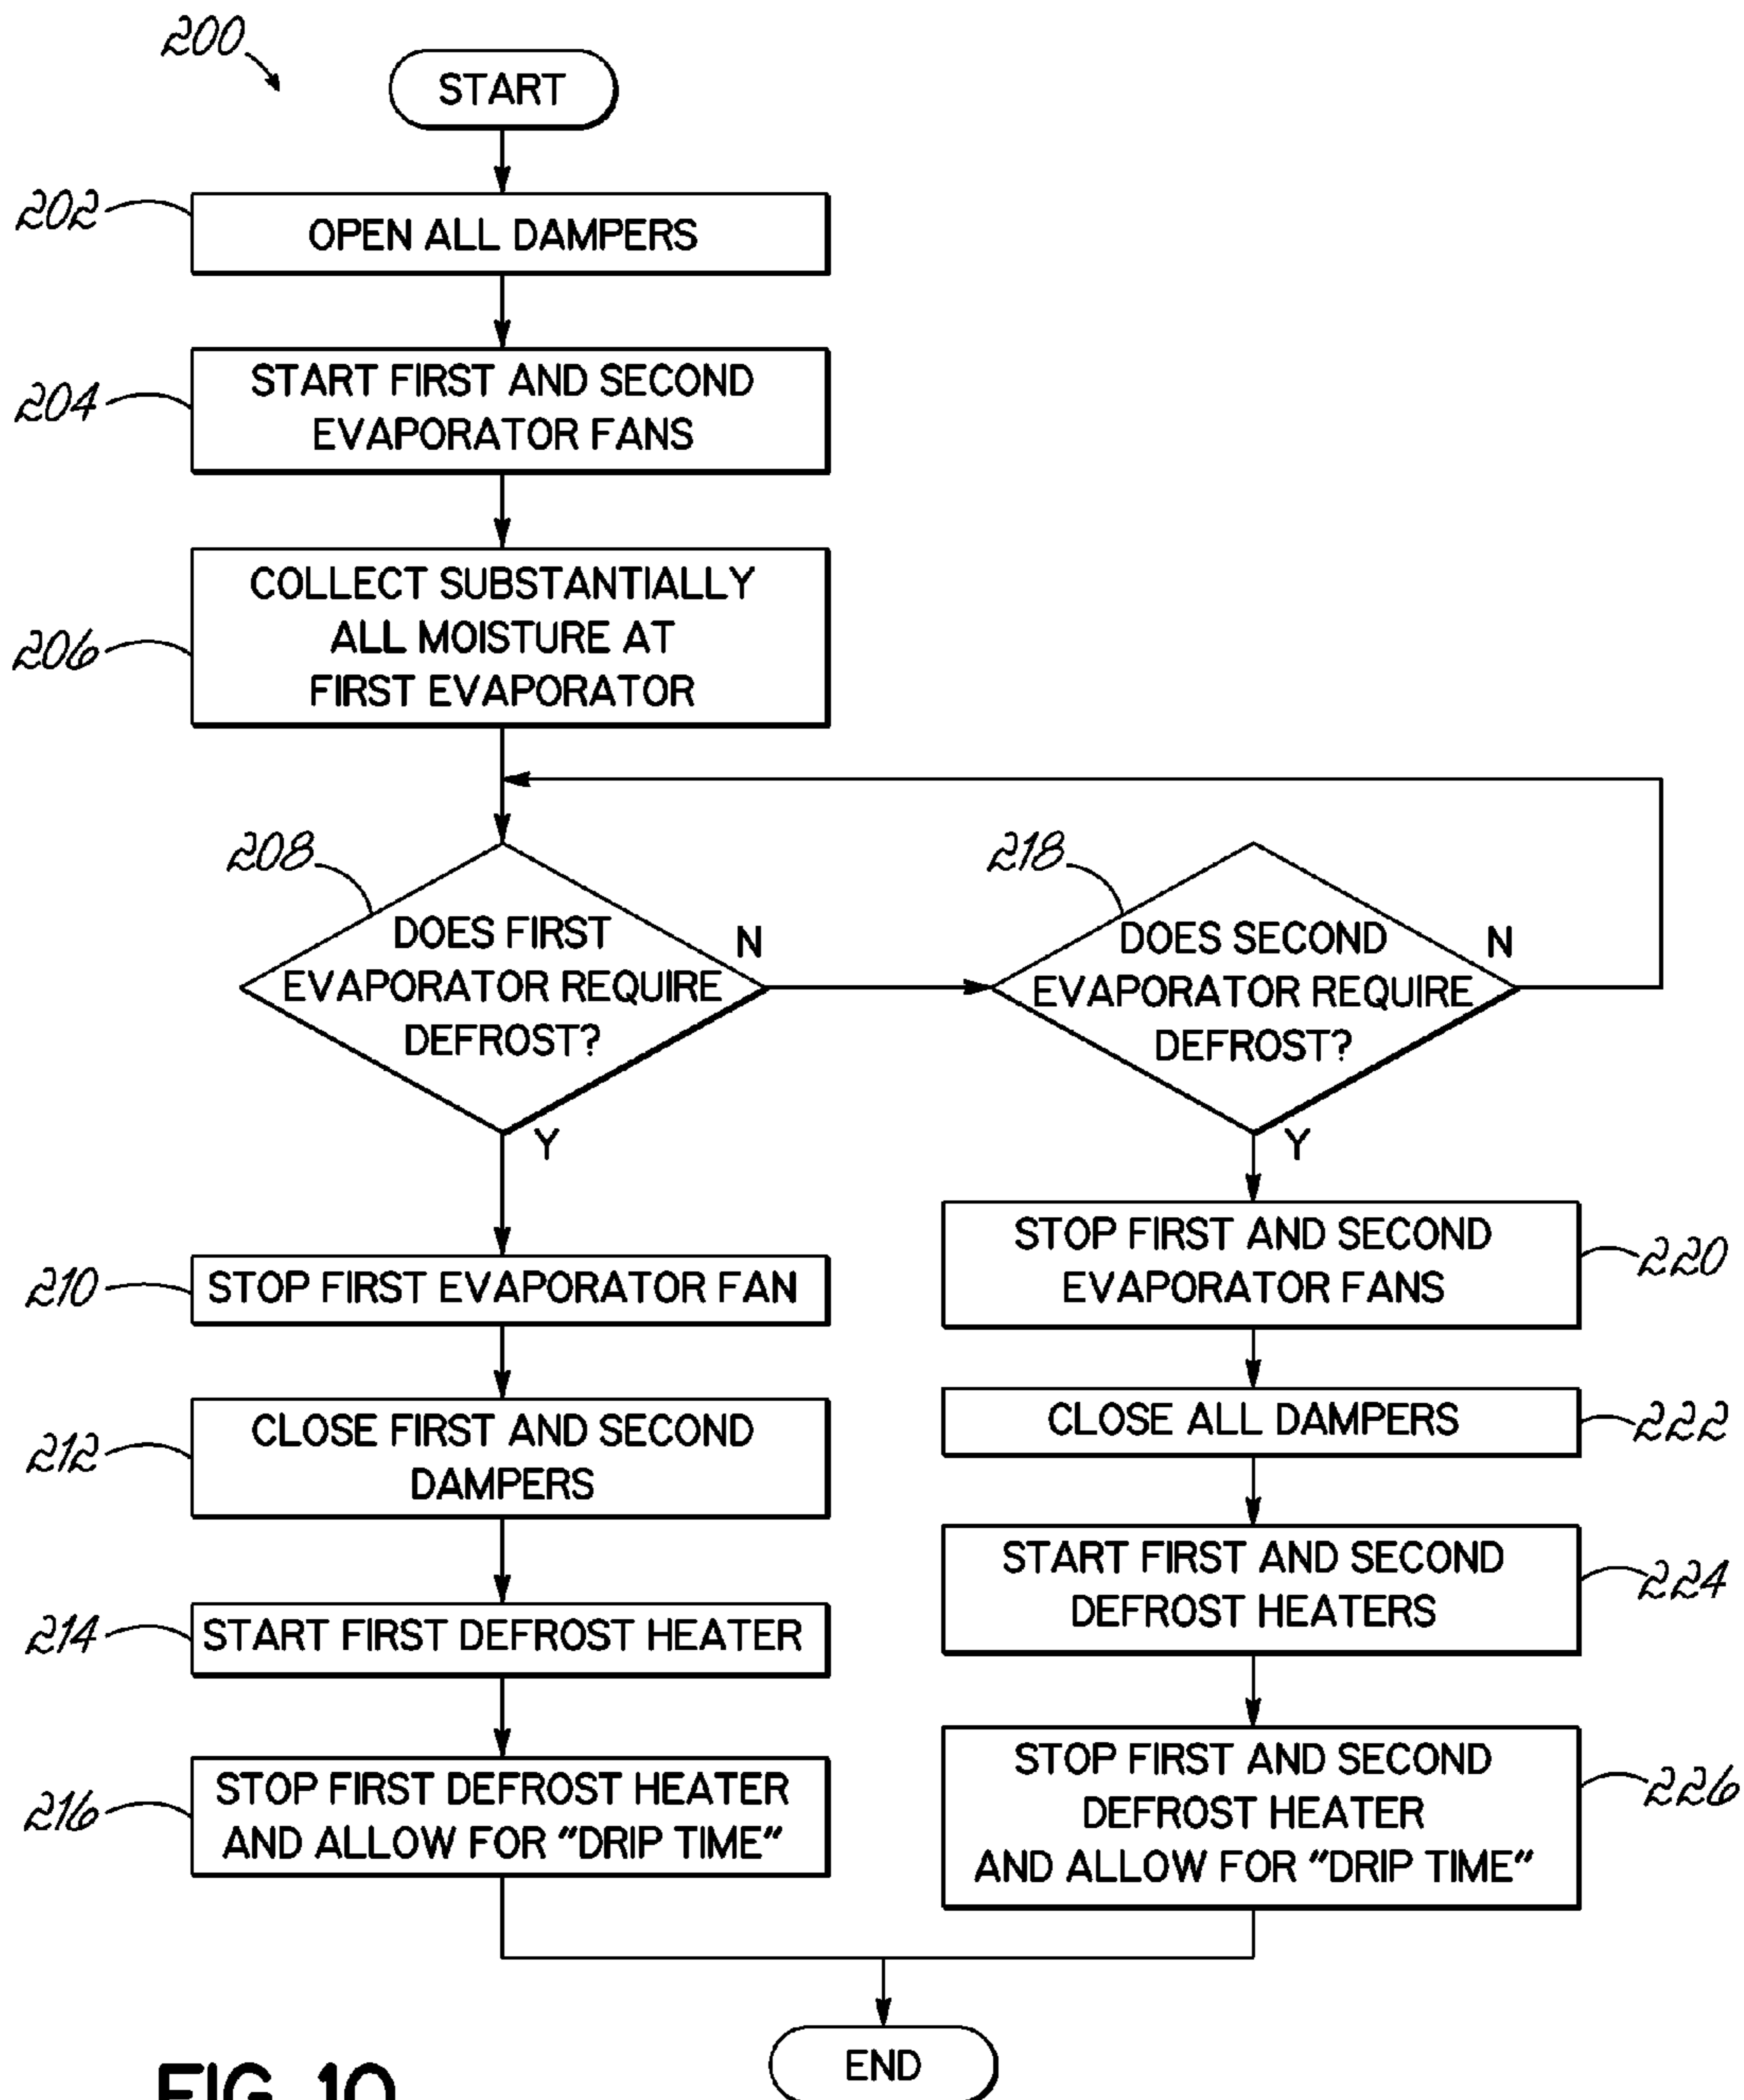 200
START
202
OPEN ALL DAMPERS
204
START FIRST AND SECOND
EVAPORATOR FANS
206
COLLECT SUBSTANTIALLY
ALL MOISTURE AT
FIRST EVAPORATOR
208
DOES FIRST
EVAPORATOR REQUIRE
DEFROST?
N
Y
218
DOES SECOND
EVAPORATOR REQUIRE
DEFROST?
N
Y
210
STOP FIRST EVAPORATOR FAN
212
CLOSE FIRST AND SECOND
DAMPERS
214
START FIRST DEFROST HEATER
216
STOP FIRST DEFROST HEATER
AND ALLOW FOR "DRIP TIME"
STOP FIRST AND SECOND
EVAPORATOR FANS
220
CLOSE ALL DAMPERS
222
START FIRST AND SECOND
DEFROST HEATERS
224
STOP FIRST AND SECOND
DEFROST HEATER
AND ALLOW FOR "DRIP TIME"
226
END
FIG. 10